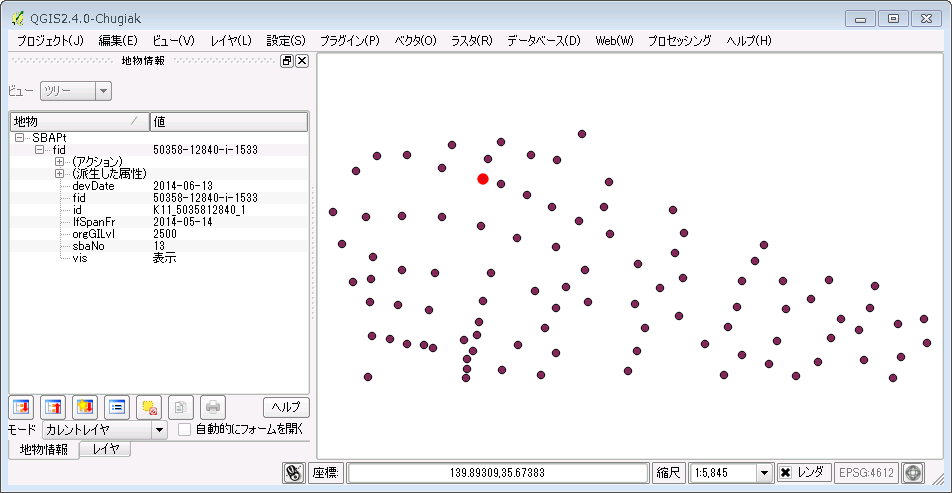 QGIS2.4.0-Chugiak
プロジェクト(J) 編集(E) ビュー(V) レイヤ(L) 設定(S) プラグイン(P) ベクタ(O) ラスタ(R) データベース(D) Web(W) プロセッシング ヘルプ(H)
地物情報
ビュー ツリー
地物 値
SBAPt
fid 50358-12840-i-1533
(アクション)
(派生した属性)
devDate 2014-06-13
fid 50358-12840-i-1533
id K11_5035812840_1
lfSpanFr 2014-05-14
orgGILvl 2500
sbaNo 13
vis 表示
ヘルプ
モード カレントレイヤ 自動的にフォームを開く
地物情報 レイヤ
座標: 139.89309,35.67383 縮尺 1:5,845 レンダ EPSG:4612